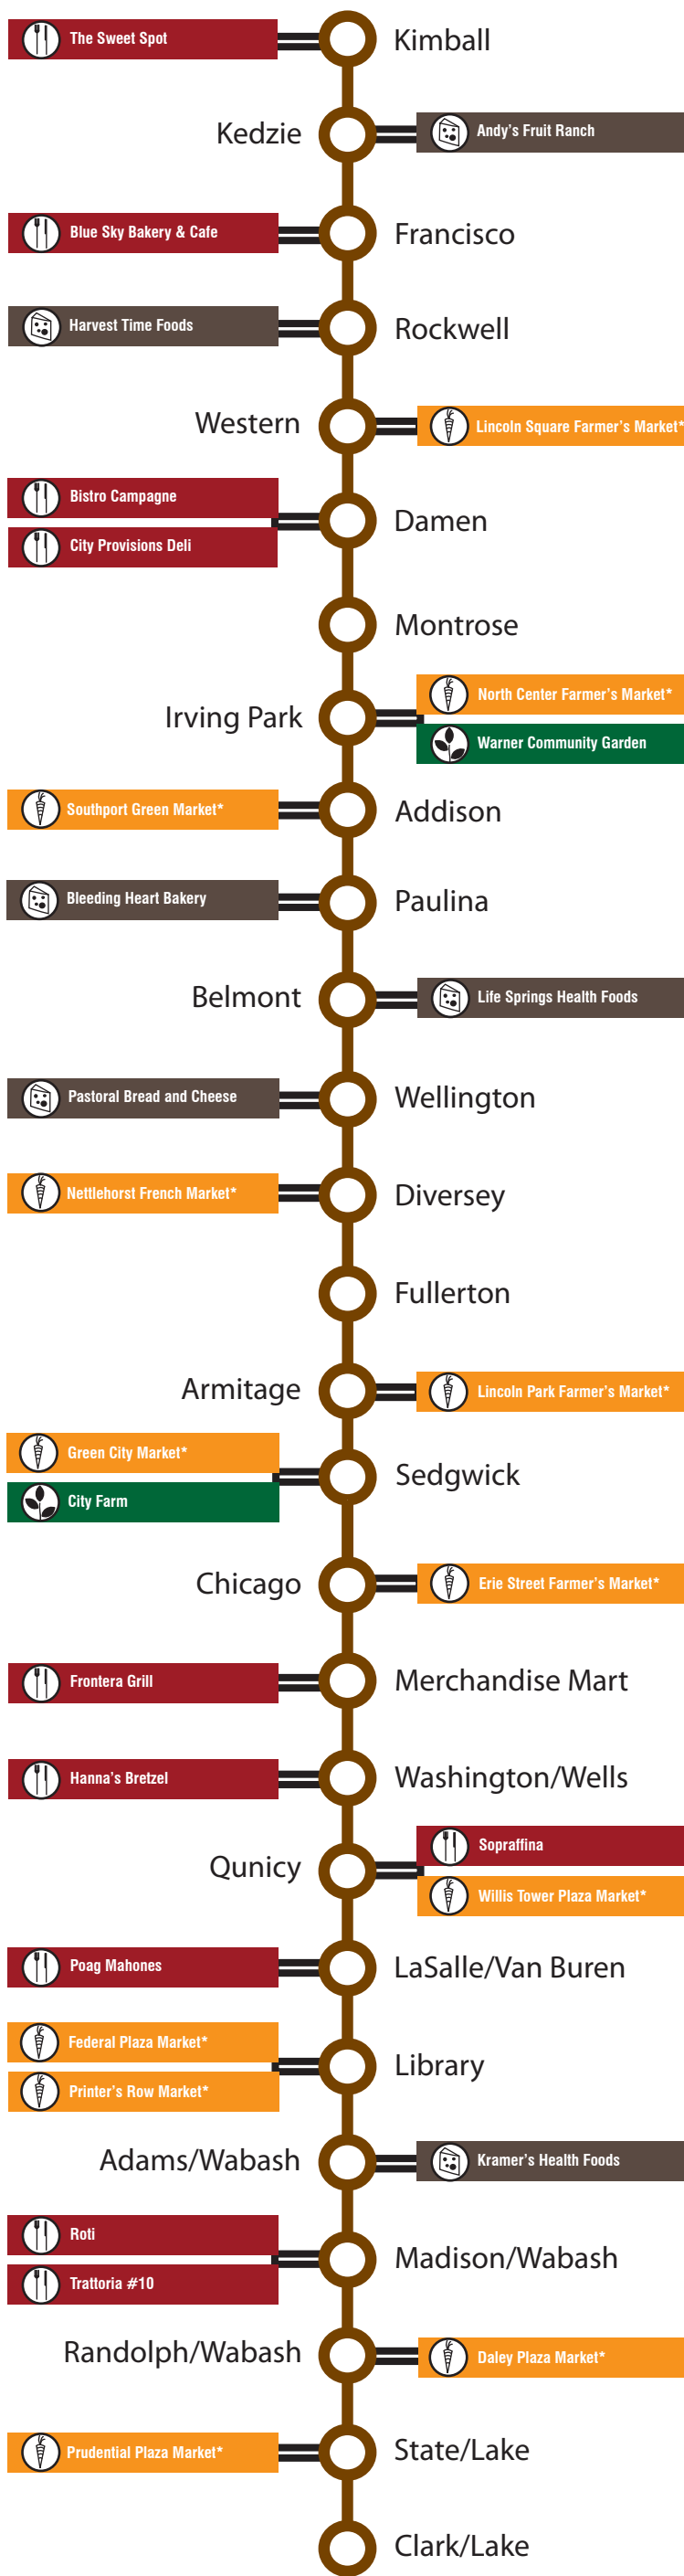 The Sweet Spot
Kimball
Kedzie
Andy's Fruit Ranch
Blue Sky Bakery & Cafe
Francisco
Harvest Time Foods
Rockwell
Western
Lincoln Square Farmer's Market*
Bistro Campagne
City Provisions Deli
Damen
Montrose
Irving Park
North Center Farmer's Market*
Warner Community Garden
Southport Green Market*
Addison
Bleeding Heart Bakery
Paulina
Belmont
Life Springs Health Foods
Pastoral Bread and Cheese
Wellington
Nettlehorst French Market*
Diversey
Fullerton
Armitage
Lincoln Park Farmer's Market*
Green City Market*
City Farm
Sedgwick
Chicago
Erie Street Farmer's Market*
Frontera Grill
Merchandise Mart
Hanna's Bretzel
Washington/Wells
Qunicy
Sopraffina
Willis Tower Plaza Market*
Poag Mahones
LaSalle/Van Buren
Federal Plaza Market*
Printer's Row Market*
Library
Adams/Wabash
Kramer's Health Foods
Roti
Trattoria #10
Madison/Wabash
Randolph/Wabash
Daley Plaza Market*
Prudential Plaza Market*
State/Lake
Clark/Lake